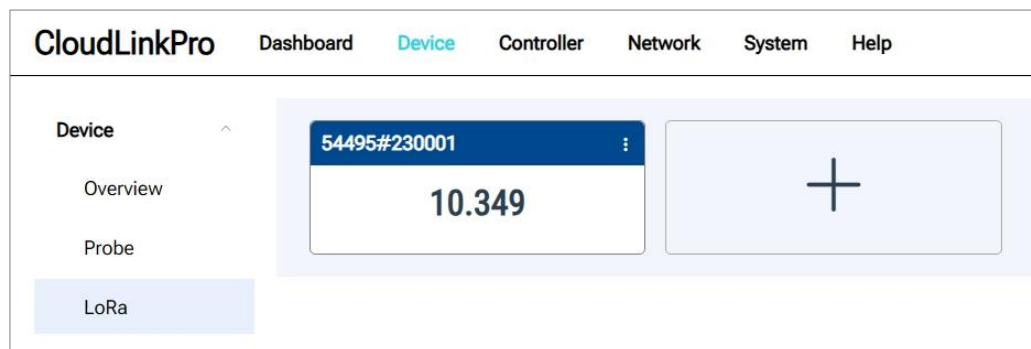 CloudLinkPro Dashboard Device Controller Network System Help
Device
Overview
Probe
LoRa
54495#230001
10.349